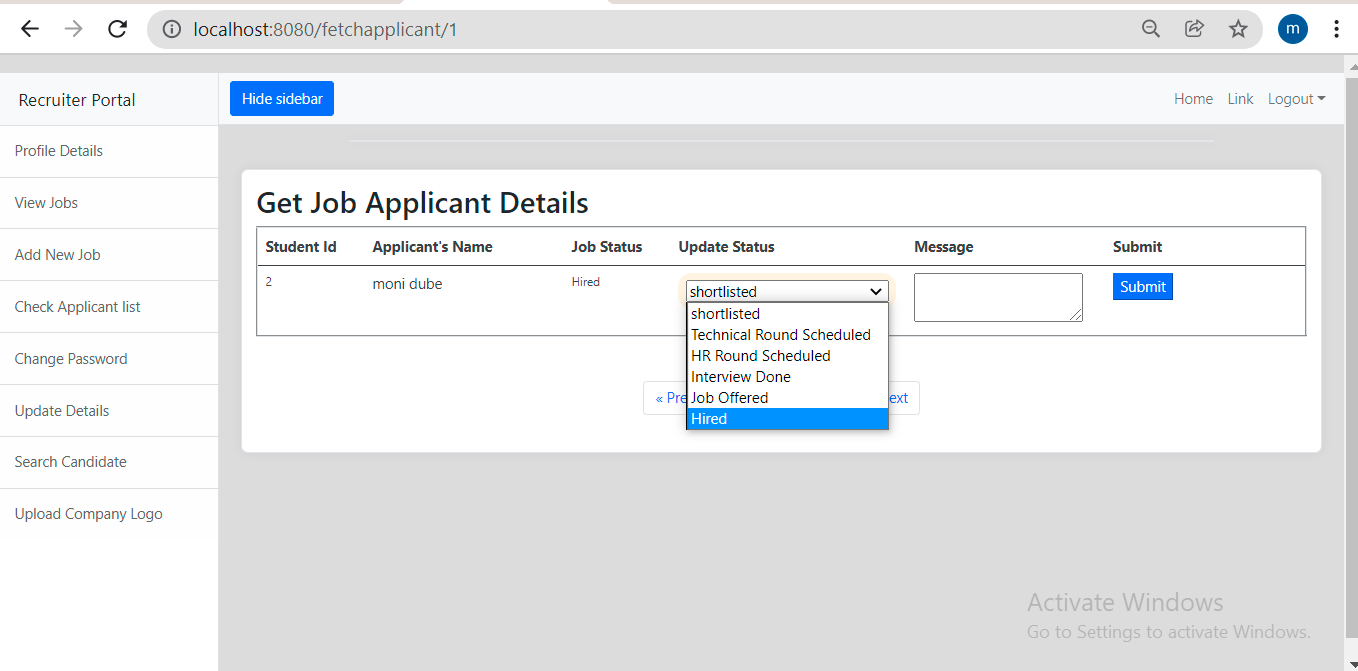 localhost:8080/fetchapplicant/1
m
Recruiter Portal
Hide sidebar
Home Link Logout
Profile Details
View Jobs
Add New Job
Check Applicant list
Change Password
Update Details
Search Candidate
Upload Company Logo
Get Job Applicant Details
Student Id Applicant's Name Job Status Update Status Message Submit
2 moni dube Hired shortlisted Submit
shortlisted
Technical Round Scheduled
HR Round Scheduled
Interview Done
Job Offered
Hired
« Pre ext
Activate Windows
Go to Settings to activate Windows.